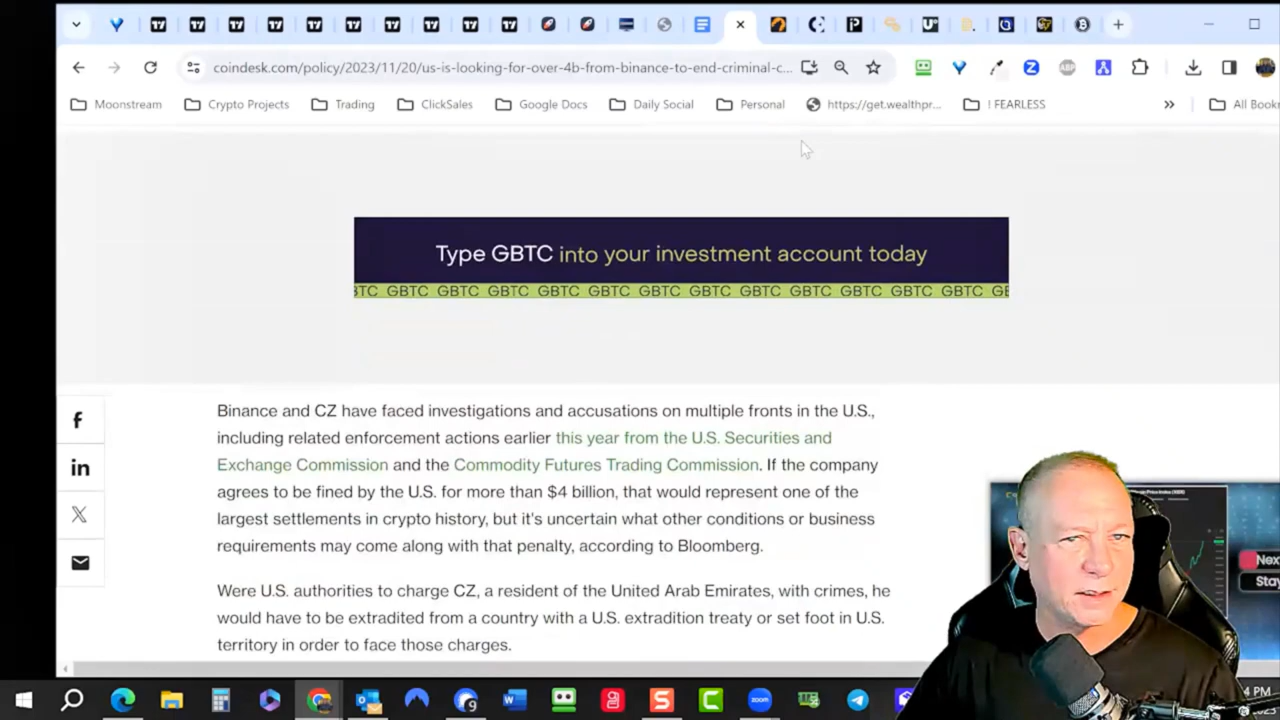 coindesk.com/policy/2023/11/20/us-is-looking-for-over-4b-from-binance-to-end-criminal-c...
Moonstream Crypto Projects Trading ClickSales Google Docs Daily Social Personal https://get.wealthpr... ! FEARLESS » All Bookr
Type GBTC into your investment account today
GBTC GBTC GBTC GBTC GBTC GBTC GBTC GBTC GBTC GBTC GBTC GBTC GB
Binance and CZ have faced investigations and accusations on multiple fronts in the U.S.,
including related enforcement actions earlier this year from the U.S. Securities and
Exchange Commission and the Commodity Futures Trading Commission. If the company
agrees to be fined by the U.S. for more than $4 billion, that would represent one of the
largest settlements in crypto history, but it's uncertain what other conditions or business
requirements may come along with that penalty, according to Bloomberg.
Were U.S. authorities to charge CZ, a resident of the United Arab Emirates, with crimes, he
would have to be extradited from a country with a U.S. extradition treaty or set foot in U.S.
territory in order to face those charges.
Next
Stay
zoom
4 PM